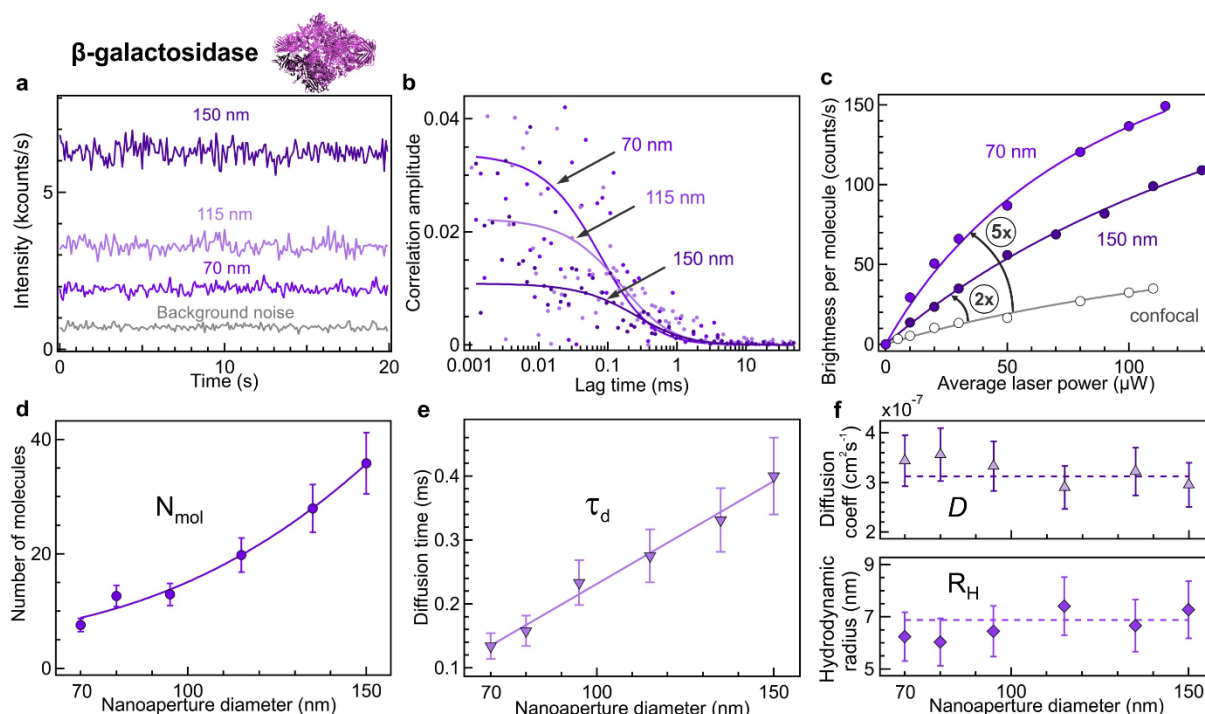 β-galactosidase
a
150 nm
115 nm
70 nm
Background noise
Intensity (kcounts/s)
5
0
0
10
20
Time (s)
b
70 nm
115 nm
150 nm
Correlation amplitude
0.04
0.02
0
0.001
0.01
0.1
1
10
Lag time (ms)
c
70 nm
5x
150 nm
2x
confocal
Brightness per molecule (counts/s)
150
100
50
0
0
50
100
Average laser power (µW)
d
N mol
Number of molecules
40
20
0
70
100
150
Nanoaperture diameter (nm)
e
τ d
Diffusion time (ms)
0.4
0.3
0.2
0.1
70
100
150
Nanoaperture diameter (nm)
f
x10⁻⁷
Diffusion
coeff (cm²s⁻¹)
4
3
2
D
Hydrodynamic
radius (nm)
9
7
5
R H
70
100
150
Nanoaperture diameter (nm)